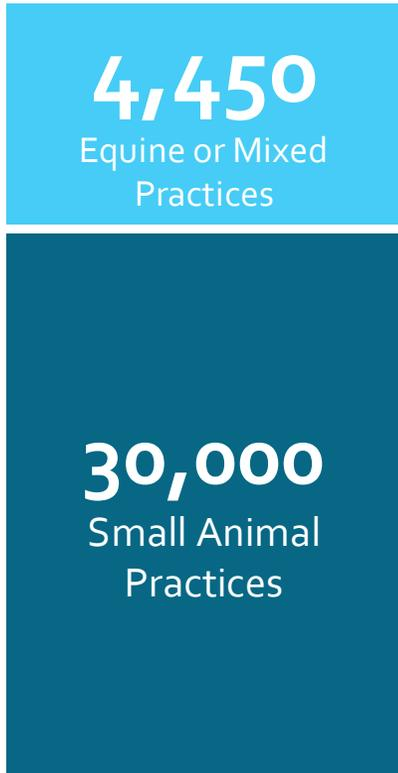 4,450
Equine or Mixed
Practices
30,000
Small Animal
Practices